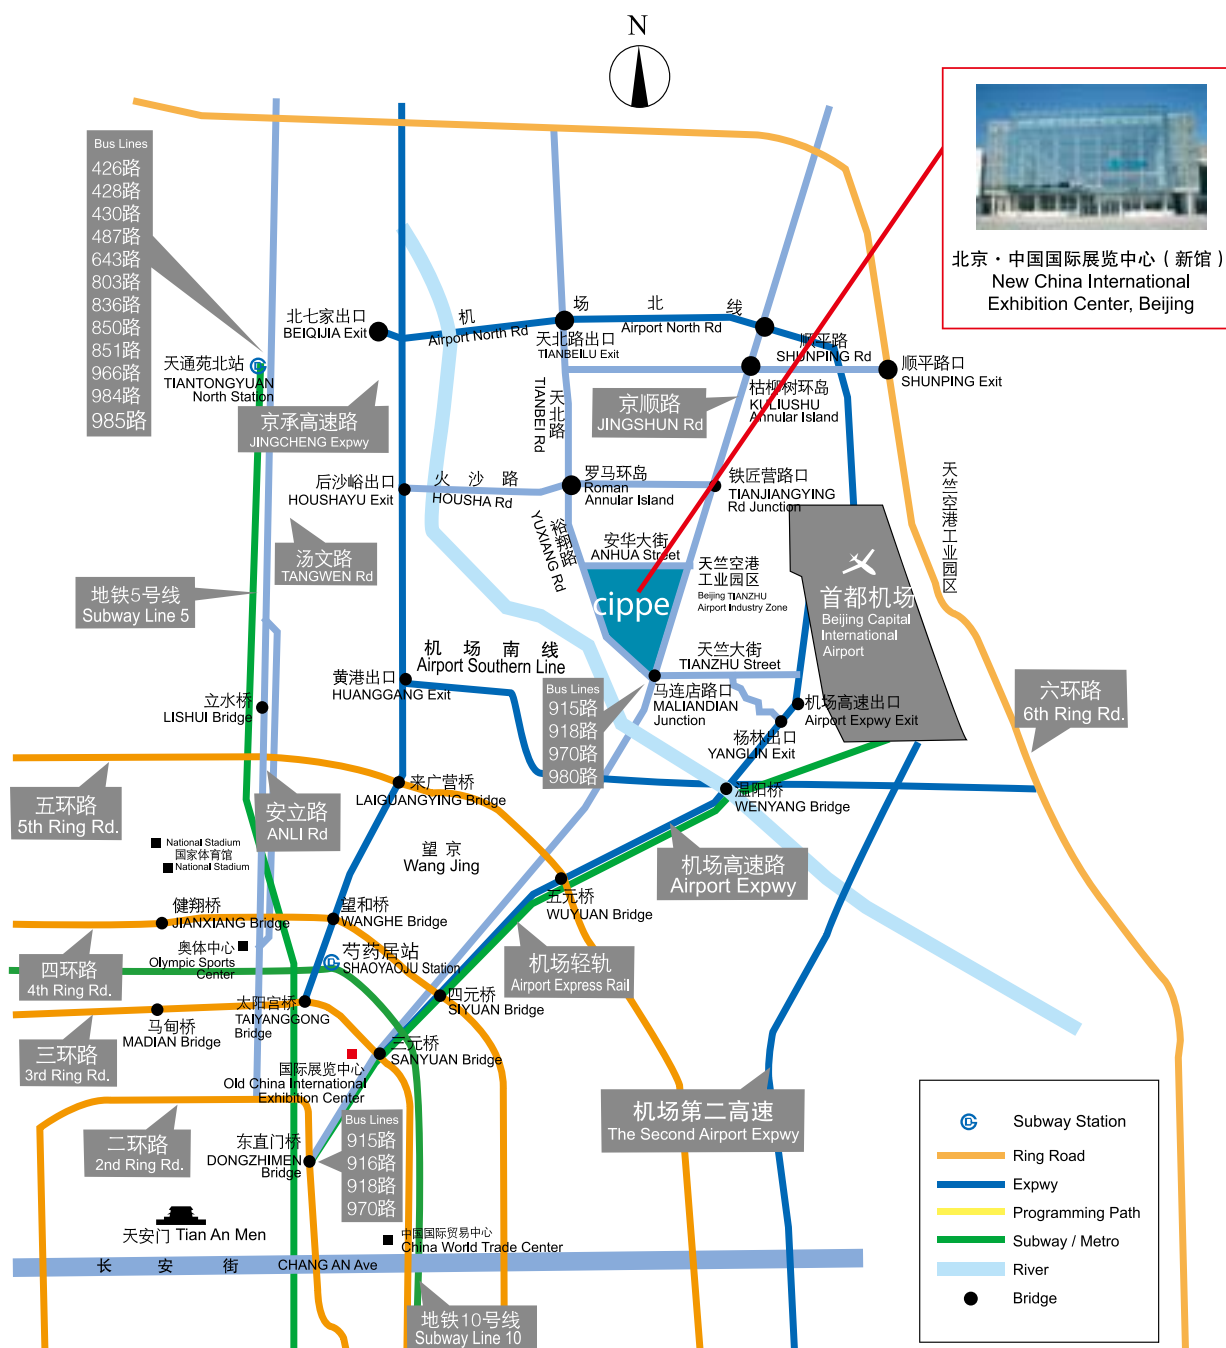 N
Bus Lines
426路
428路
430路
487路
643路
803路
836路
850路
851路
966路
984路
985路
北京·中国国际展览中心（新馆）
New China International
Exhibition Center, Beijing
北七家出口
BEIQIJIA Exit
机 场 北 线
Airport North Rd
Airport North Rd
天北路出口
TIANBEILU Exit
顺平路
SHUNPING Rd
顺平路口
SHUNPING Exit
天通苑北站
TIANTONGYUAN
North Station
京承高速路
JINGCHENG Expwy
天北路
TIANBEI Rd
京顺路
JINGSHUN Rd
枯柳树环岛
KULIUSHU
Annular Island
后沙峪出口
HOUSHAYU Exit
火 沙 路
HOUSHA Rd
罗马环岛
Roman
Annular Island
铁匠营路口
TIANJIANGYING
Rd Junction
天竺空港工业园区
汤文路
TANGWEN Rd
裕翔路
YUXIANG Rd
安华大街
ANHUA Street
天竺空港
工业园区
Beijing TIANZHU
Airport Industry Zone
地铁5号线
Subway Line 5
cippe
首都机场
Beijing Capital
International
Airport
机 场 南 线
Airport Southern Line
天竺大街
TIANZHU Street
黄港出口
HUANGGANG Exit
立水桥
LISHUI Bridge
Bus Lines
915路
918路
970路
980路
马连店路口
MALIANDIAN
Junction
机场高速出口
Airport Expwy Exit
杨林出口
YANGLIN Exit
六环路
6th Ring Rd.
来广营桥
LAIGUANGYING Bridge
温阳桥
WENYANG Bridge
五环路
5th Ring Rd.
安立路
ANLI Rd
National Stadium
国家体育馆
National Stadium
望京
Wang Jing
机场高速路
Airport Expwy
五元桥
WUYUAN Bridge
健翔桥
JIANXIANG Bridge
望和桥
WANGHE Bridge
奥体中心
Olympic Sports
Center
芍药居站
SHAOYAOJU Station
四环路
4th Ring Rd.
机场轻轨
Airport Express Rail
太阳宫桥
TAIYANGGONG
Bridge
四元桥
SIYUAN Bridge
马甸桥
MADIAN Bridge
三环路
3rd Ring Rd.
三元桥
SANYUAN Bridge
国际展览中心
Old China International
Exhibition Center
机场第二高速
The Second Airport Expwy
二环路
2nd Ring Rd.
东直门桥
DONGZHIMEN
Bridge
Bus Lines
915路
916路
918路
970路
天安门 Tian An Men
中国国际贸易中心
China World Trade Center
长 安 街 CHANG AN Ave
地铁10号线
Subway Line 10
Subway Station
Ring Road
Expwy
Programming Path
Subway / Metro
River
Bridge